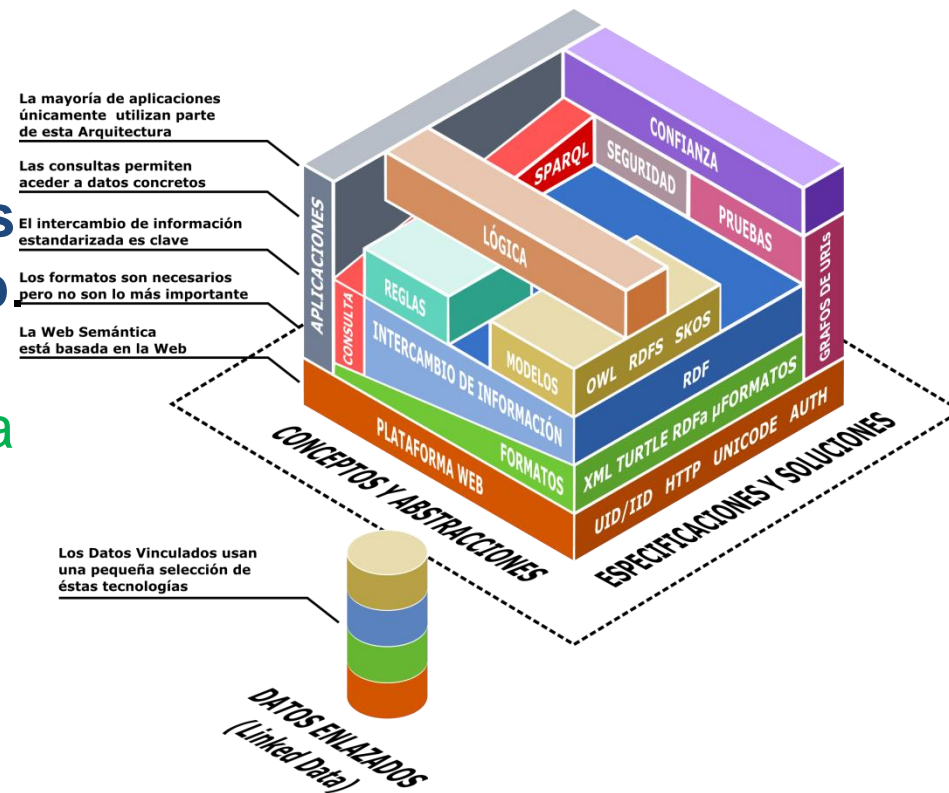 La mayoría de aplicaciones
únicamente utilizan parte
de esta Arquitectura
Las consultas permiten
aceder a datos concretos
s
El intercambio de información
estandarizada es clave
o.
Los formatos son necesarios
pero no son lo más importante
La Web Semántica
está basada en la Web
a
APLICACIONES
CONFIANZA
SPARQL
SEGURIDAD
PRUEBAS
LÓGICA
GRAFOS DE URIs
REGLAS
CONSULTA
MODELOS
OWL RDFS SKOS
INTERCAMBIO DE INFORMACIÓN
RDF
FORMATOS
XML TURTLE RDFa μFORMATOS
PLATAFORMA WEB
UID/IID HTTP UNICODE AUTH
CONCEPTOS Y ABSTRACCIONES
ESPECIFICACIONES Y SOLUCIONES
Los Datos Vinculados usan
una pequeña selección de
éstas tecnologías
DATOS ENLAZADOS
(Linked Data)